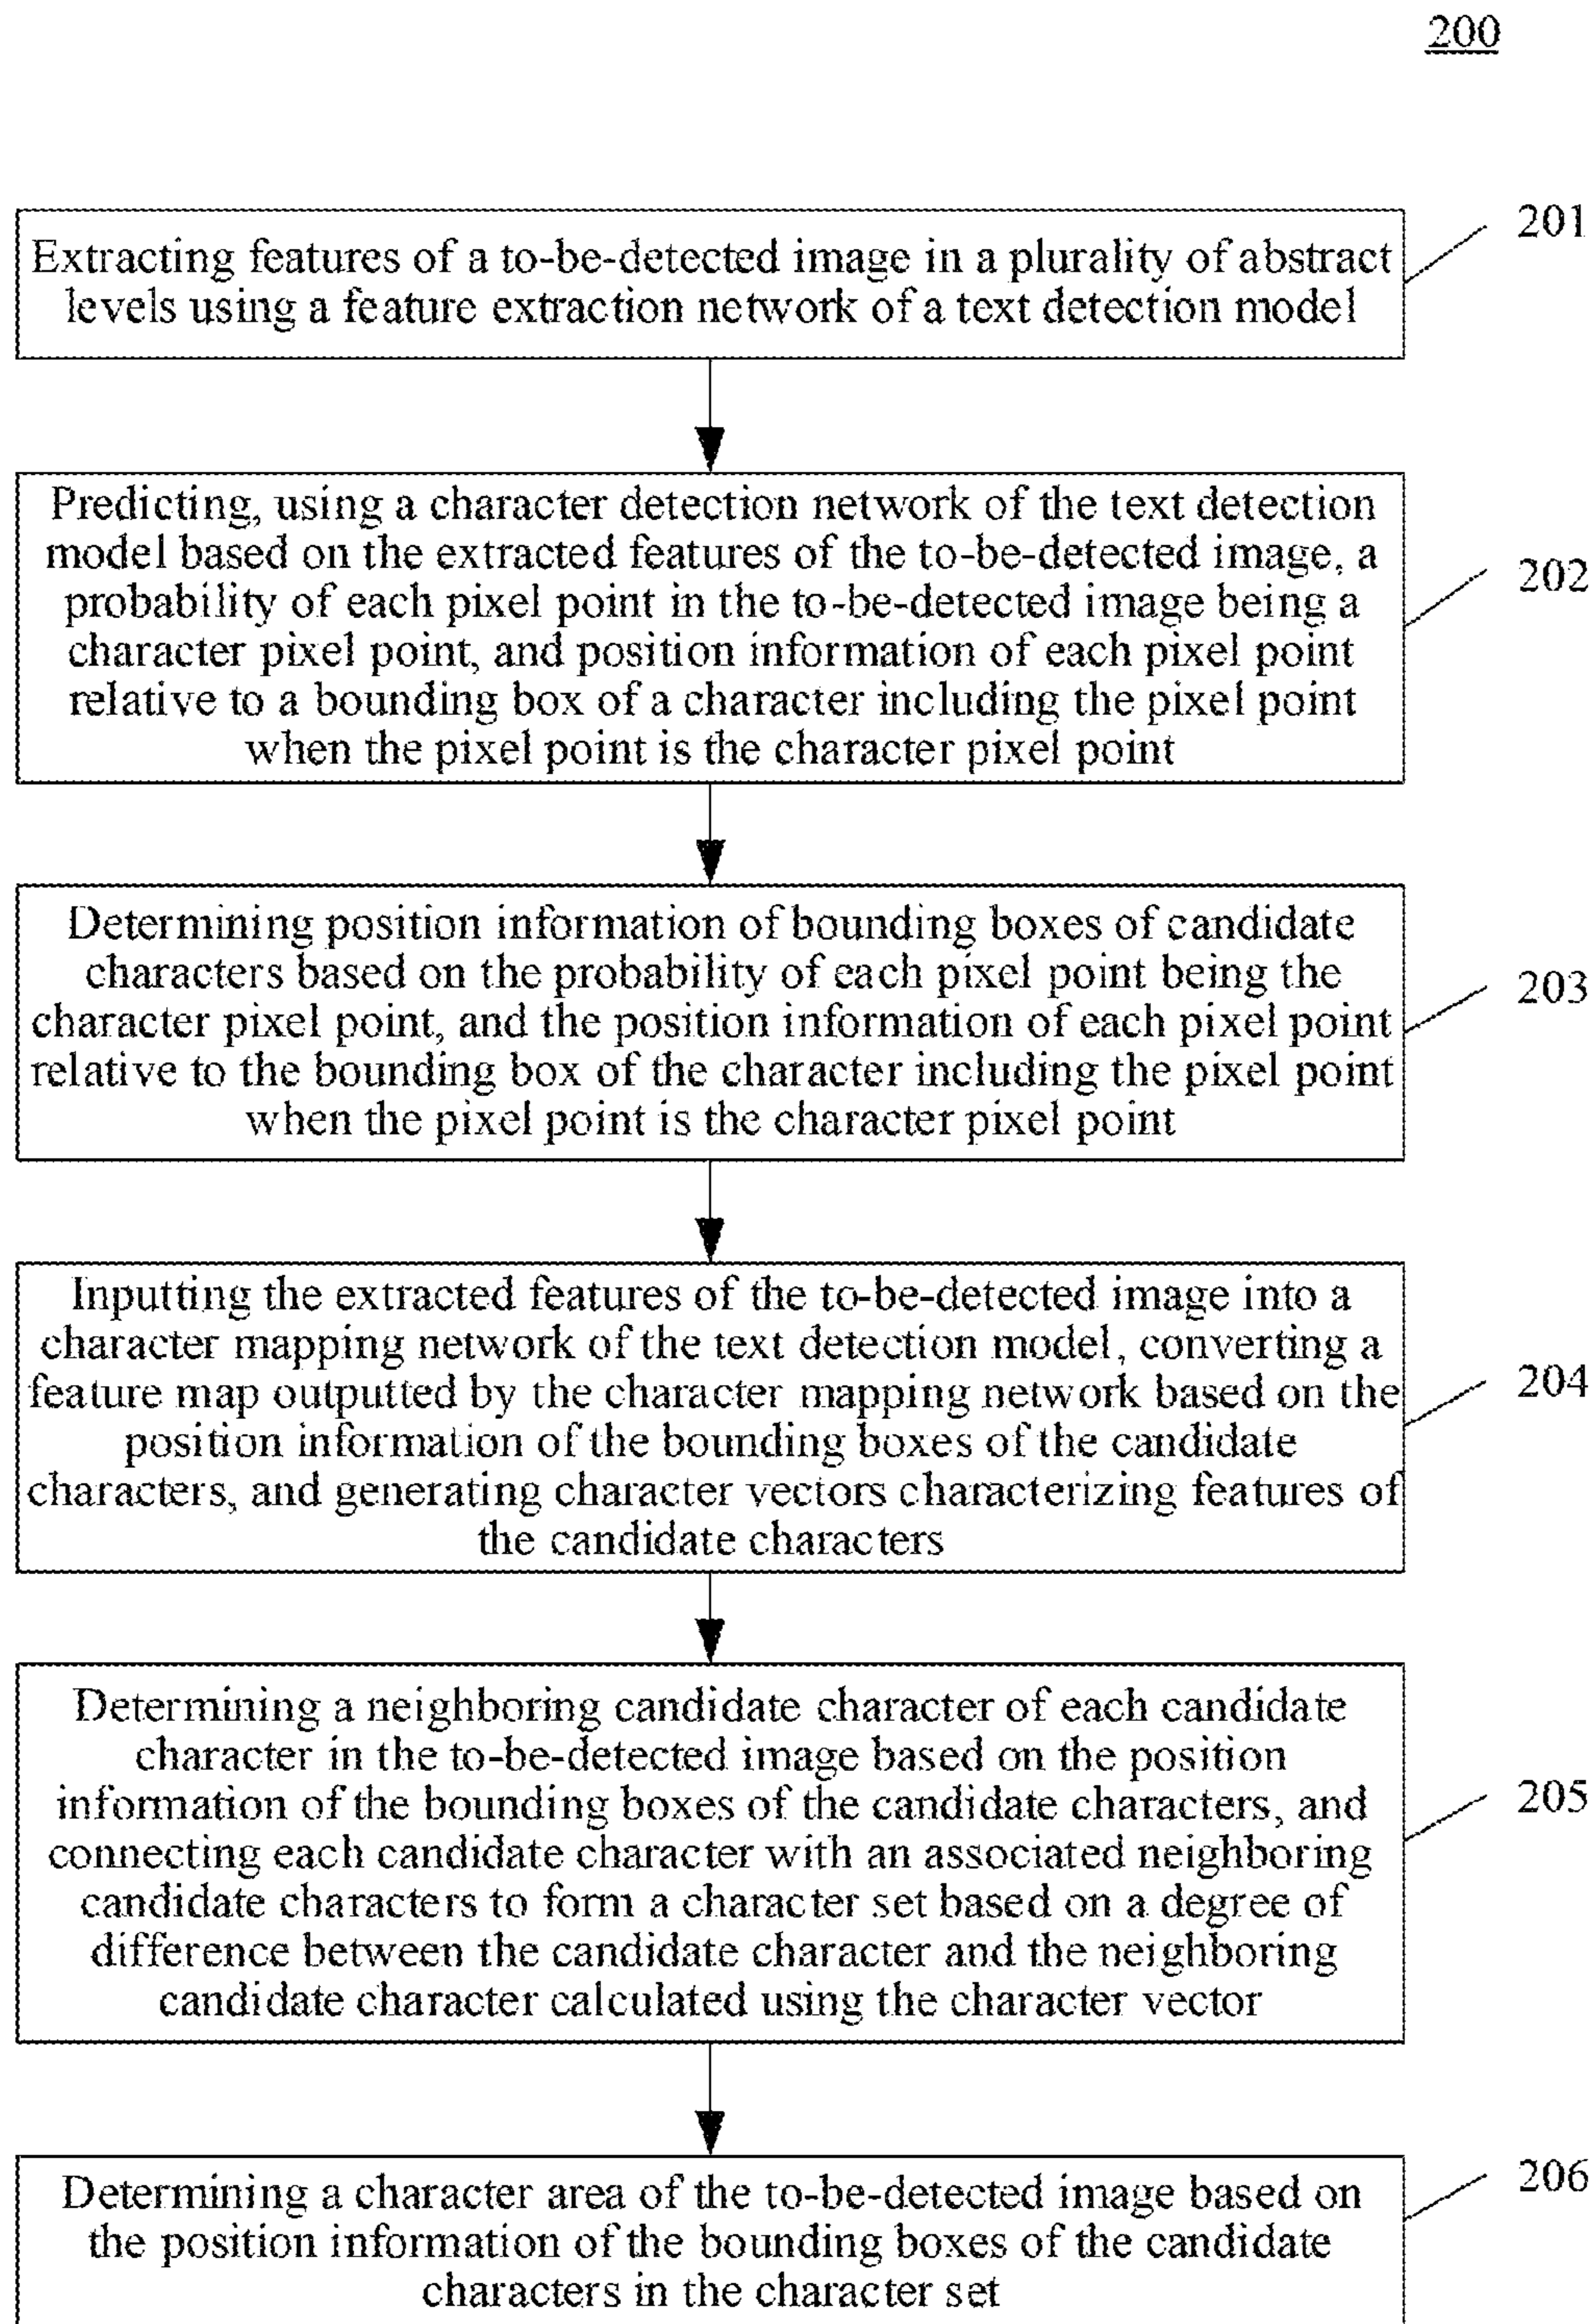 200
Extracting features of a to-be-detected image in a plurality of abstract
levels using a feature extraction network of a text detection model
201
Predicting, using a character detection network of the text detection
model based on the extracted features of the to-be-detected image, a
probability of each pixel point in the to-be-detected image being a
character pixel point, and position information of each pixel point
relative to a bounding box of a character including the pixel point
when the pixel point is the character pixel point
202
Determining position information of bounding boxes of candidate
characters based on the probability of each pixel point being the
character pixel point, and the position information of each pixel point
relative to the bounding box of the character including the pixel point
when the pixel point is the character pixel point
203
Inputting the extracted features of the to-be-detected image into a
character mapping network of the text detection model, converting a
feature map outputted by the character mapping network based on the
position information of the bounding boxes of the candidate
characters, and generating character vectors characterizing features of
the candidate characters
204
Determining a neighboring candidate character of each candidate
character in the to-be-detected image based on the position
information of the bounding boxes of the candidate characters, and
connecting each candidate character with an associated neighboring
candidate characters to form a character set based on a degree of
difference between the candidate character and the neighboring
candidate character calculated using the character vector
205
Determining a character area of the to-be-detected image based on
the position information of the bounding boxes of the candidate
characters in the character set
206